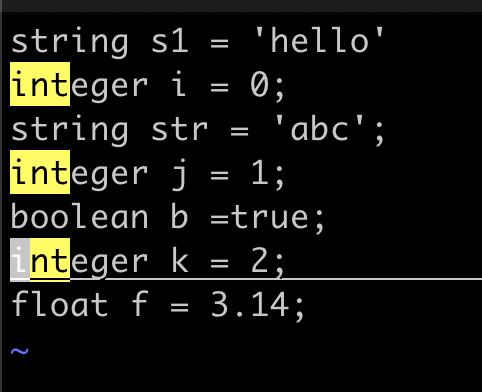 string s1 = 'hello'
integer i = 0;
string str = 'abc';
integer j = 1;
boolean b =true;
integer k = 2;
float f = 3.14;
~